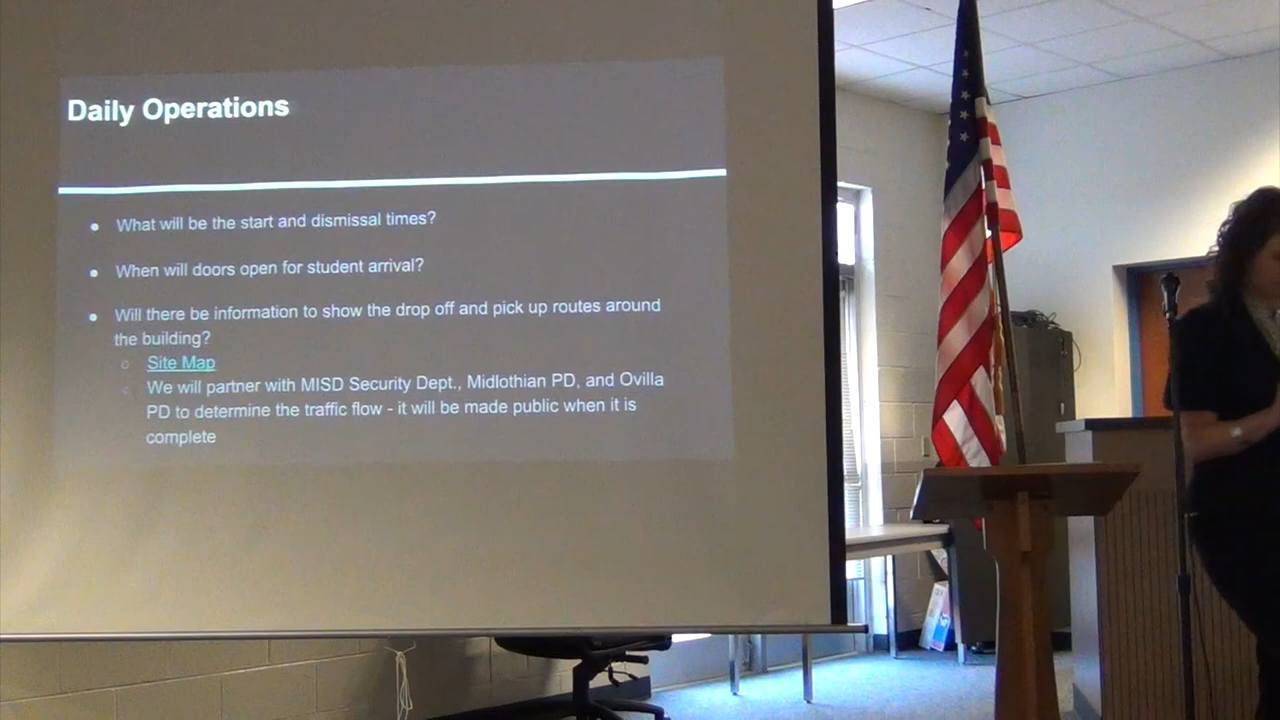 Daily Operations
● What will be the start and dismissal times?
● When will doors open for student arrival?
● Will there be information to show the drop off and pick up routes around
the building?
○ Site Map
○ We will partner with MISD Security Dept., Midlothian PD, and Ovilla
PD to determine the traffic flow - it will be made public when it is
complete